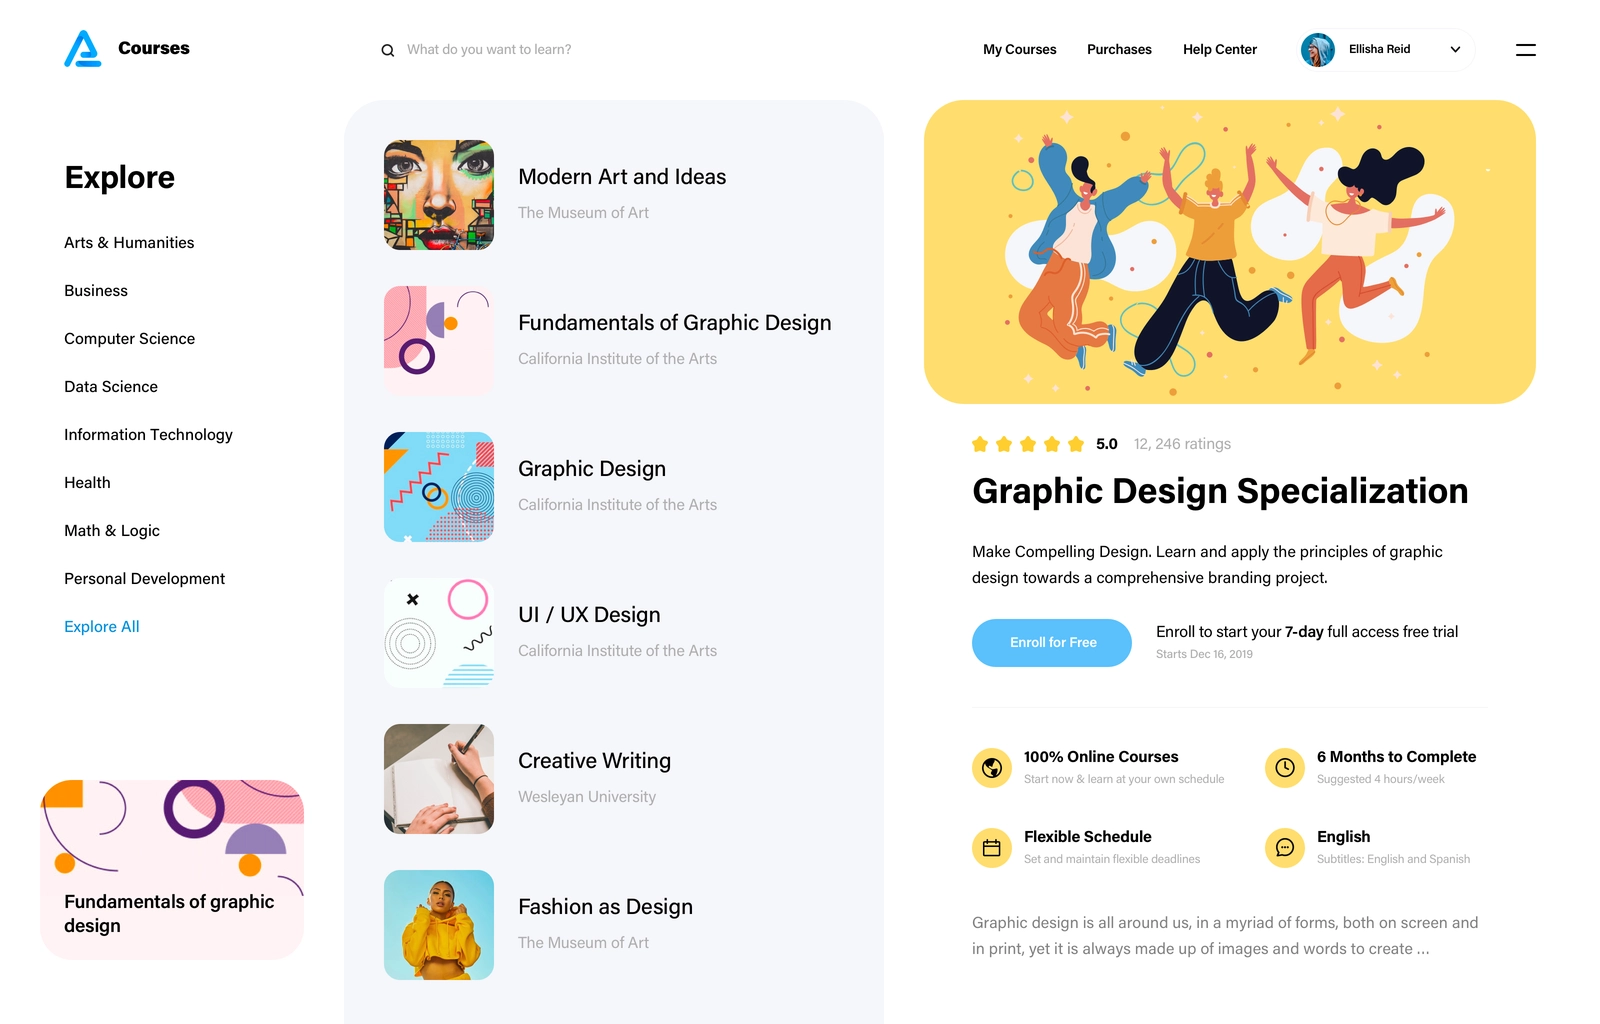 Courses
What do you want to learn?
My Courses
Purchases
Help Center
Ellisha Reid
Explore
Arts & Humanities
Business
Computer Science
Data Science
Information Technology
Health
Math & Logic
Personal Development
Explore All
Fundamentals of graphic
design
Modern Art and Ideas
The Museum of Art
Fundamentals of Graphic Design
California Institute of the Arts
Graphic Design
California Institute of the Arts
UI / UX Design
California Institute of the Arts
Creative Writing
Wesleyan University
Fashion as Design
The Museum of Art
5.0 12, 246 ratings
Graphic Design Specialization
Make Compelling Design. Learn and apply the principles of graphic
design towards a comprehensive branding project.
Enroll for Free
Enroll to start your 7-day full access free trial
Starts Dec 16, 2019
100% Online Courses
Start now & learn at your own schedule
6 Months to Complete
Suggested 4 hours/week
Flexible Schedule
Set and maintain flexible deadlines
English
Subtitles: English and Spanish
Graphic design is all around us, in a myriad of forms, both on screen and
in print, yet it is always made up of images and words to create ...